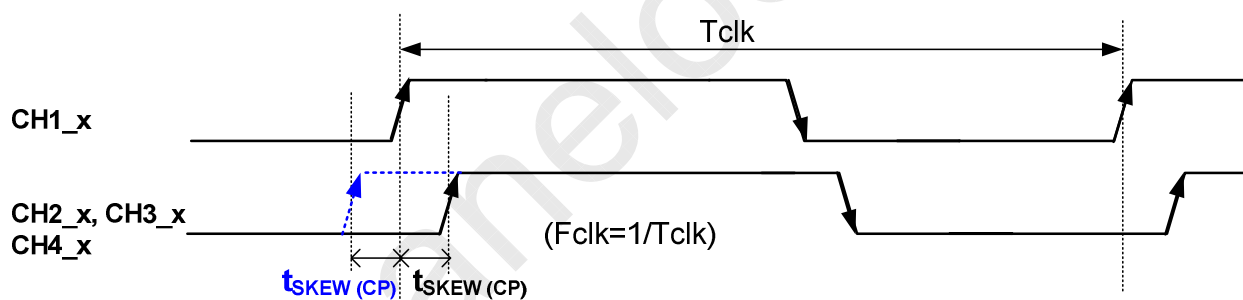 Tclk
CH1_x
CH2_x, CH3_x
CH4_x
(Fclk=1/Tclk)
tSKEW (CP)
tSKEW (CP)